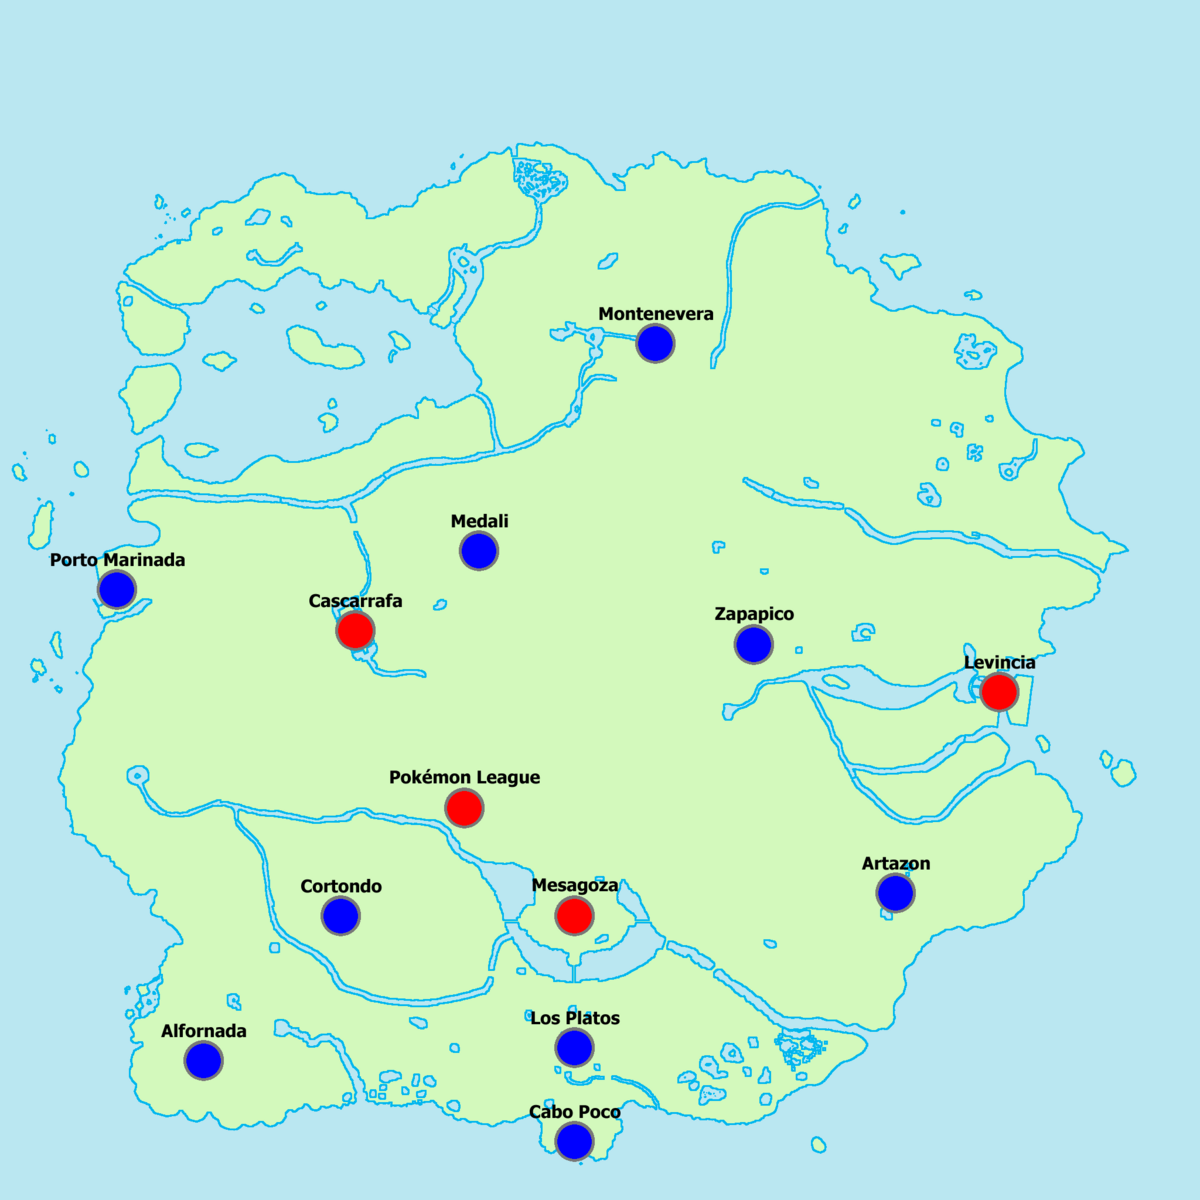 Montenevera
Medali
Porto Marinada
Cascarrafa
Zapapico
Levincia
Pokémon League
Artazon
Mesagoza
Cortondo
Los Platos
Alfornada
Cabo Poco